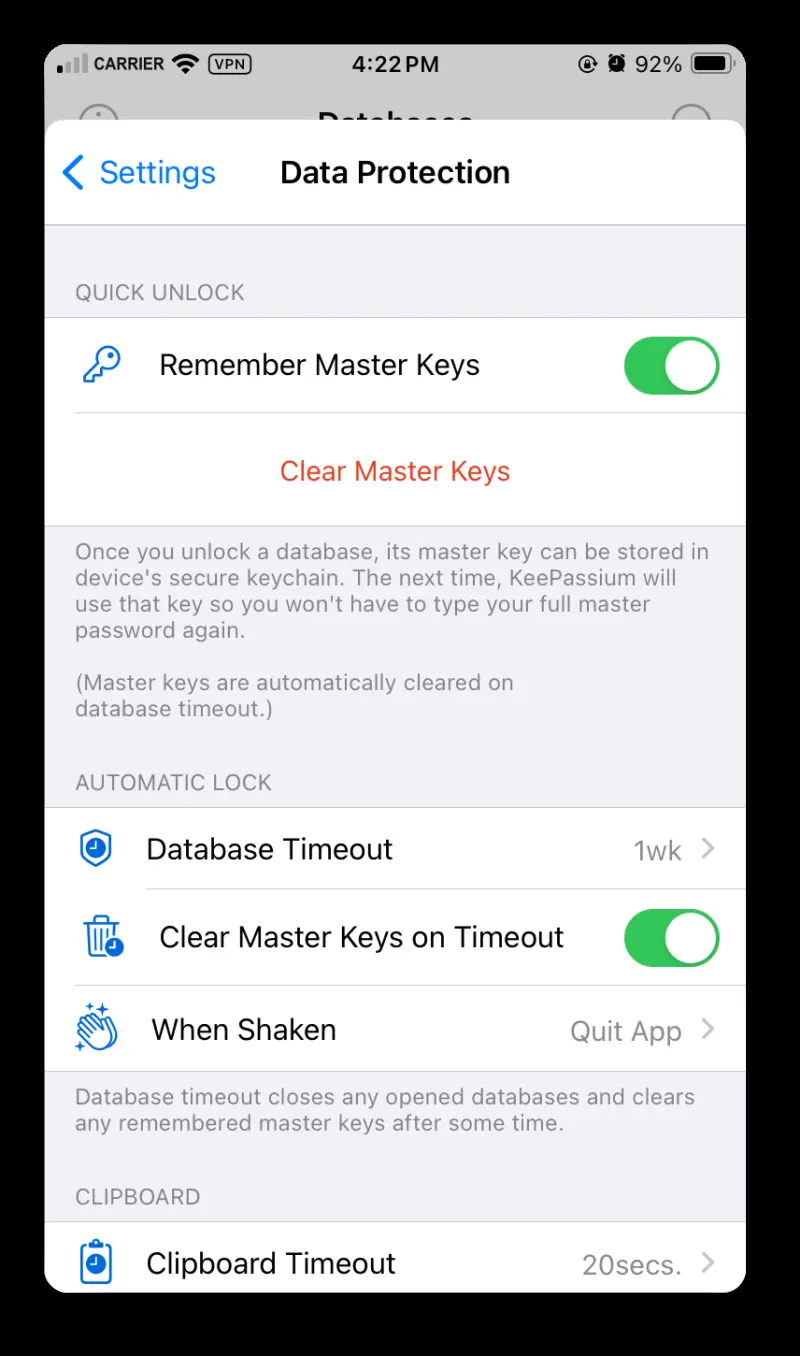 CARRIER VPN 4:22 PM 92%
Databases
Settings Data Protection
QUICK UNLOCK
Remember Master Keys
Clear Master Keys
Once you unlock a database, its master key can be stored in
device's secure keychain. The next time, KeePassium will
use that key so you won't have to type your full master
password again.
(Master keys are automatically cleared on
database timeout.)
AUTOMATIC LOCK
Database Timeout 1wk
Clear Master Keys on Timeout
When Shaken Quit App
Database timeout closes any opened databases and clears
any remembered master keys after some time.
CLIPBOARD
Clipboard Timeout 20secs.